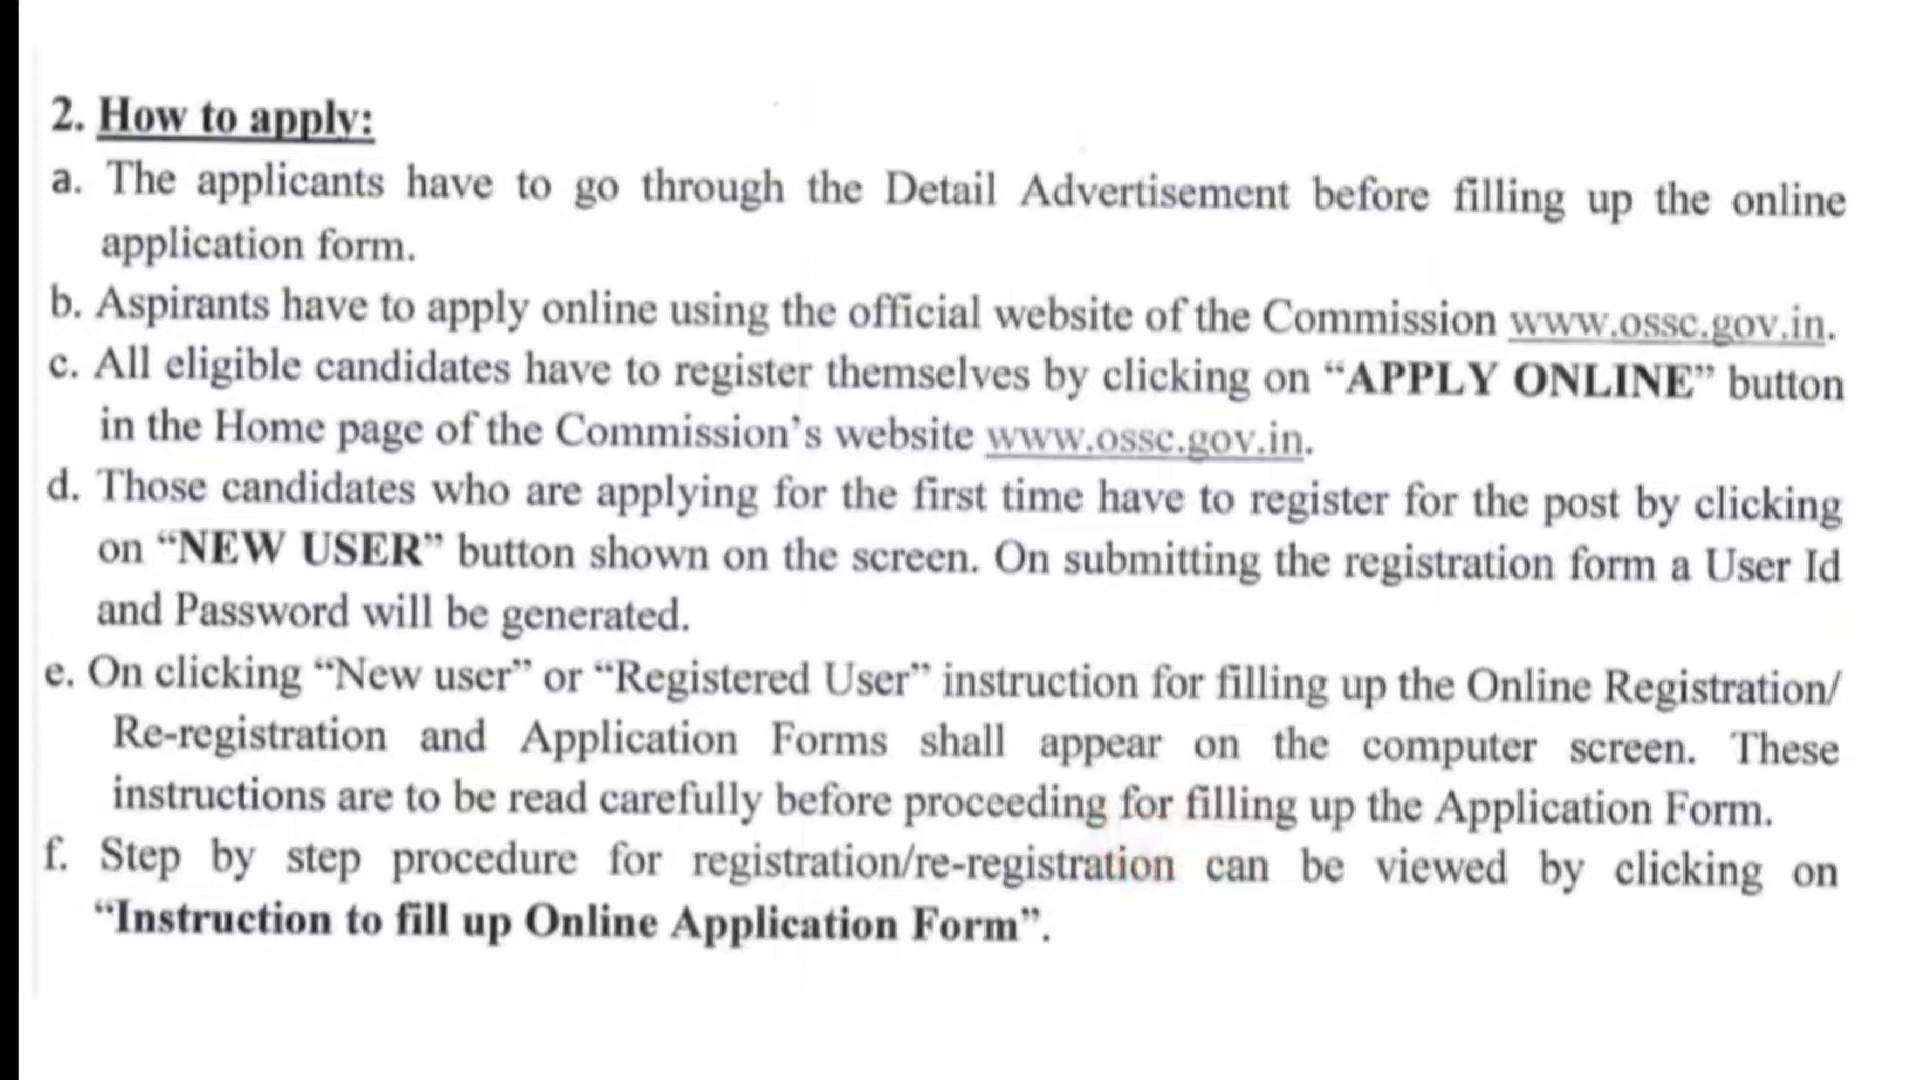 2. How to apply:
a. The applicants have to go through the Detail Advertisement before filling up the online
application form.
b. Aspirants have to apply online using the official website of the Commission www.ossc.gov.in.
c. All eligible candidates have to register themselves by clicking on “APPLY ONLINE” button
in the Home page of the Commission’s website www.ossc.gov.in.
d. Those candidates who are applying for the first time have to register for the post by clicking
on “NEW USER” button shown on the screen. On submitting the registration form a User Id
and Password will be generated.
e. On clicking “New user” or “Registered User” instruction for filling up the Online Registration/
Re-registration and Application Forms shall appear on the computer screen. These
instructions are to be read carefully before proceeding for filling up the Application Form.
f. Step by step procedure for registration/re-registration can be viewed by clicking on
“Instruction to fill up Online Application Form”.